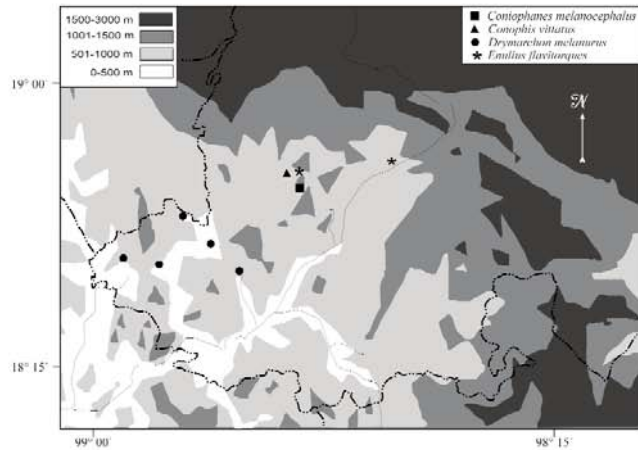 1500-3000 m
1001-1500 m
501-1000 m
0-500 m
Coniophanes melanocephalus
Conophis vittatus
Drymarchon melanurus
Enulius flavitorques
19 00'
N
18 15'
99 00'
98 15'